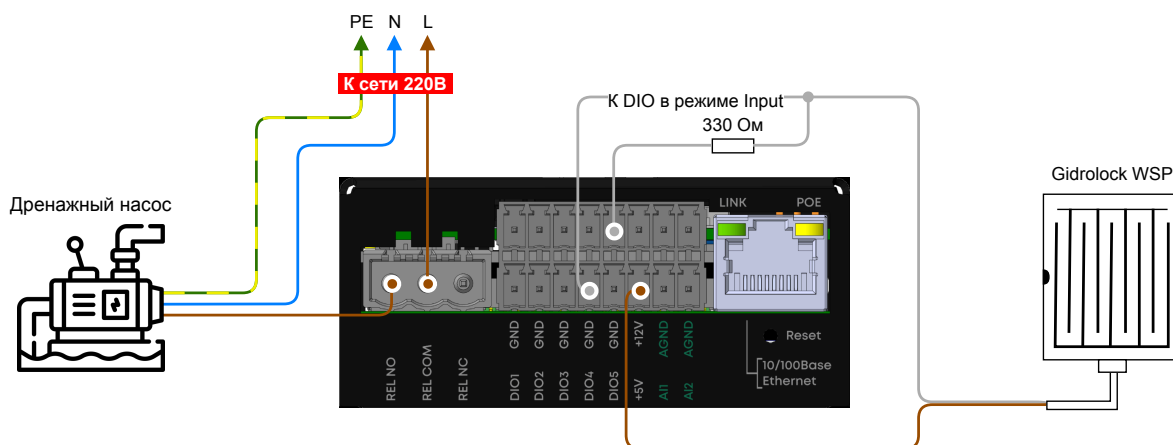 PE N L
К сети 220В
К DIO в режиме Input
330 Ом
Gidrolock WSP
Дренажный насос
LINK POE
GND GND GND GND GND +12V AGND AGND
Reset
REL NO REL COM REL NC
DIO1 DIO2 DIO3 DIO4 DIO5 +5V AI1 AI2
10/100Base
Ethernet